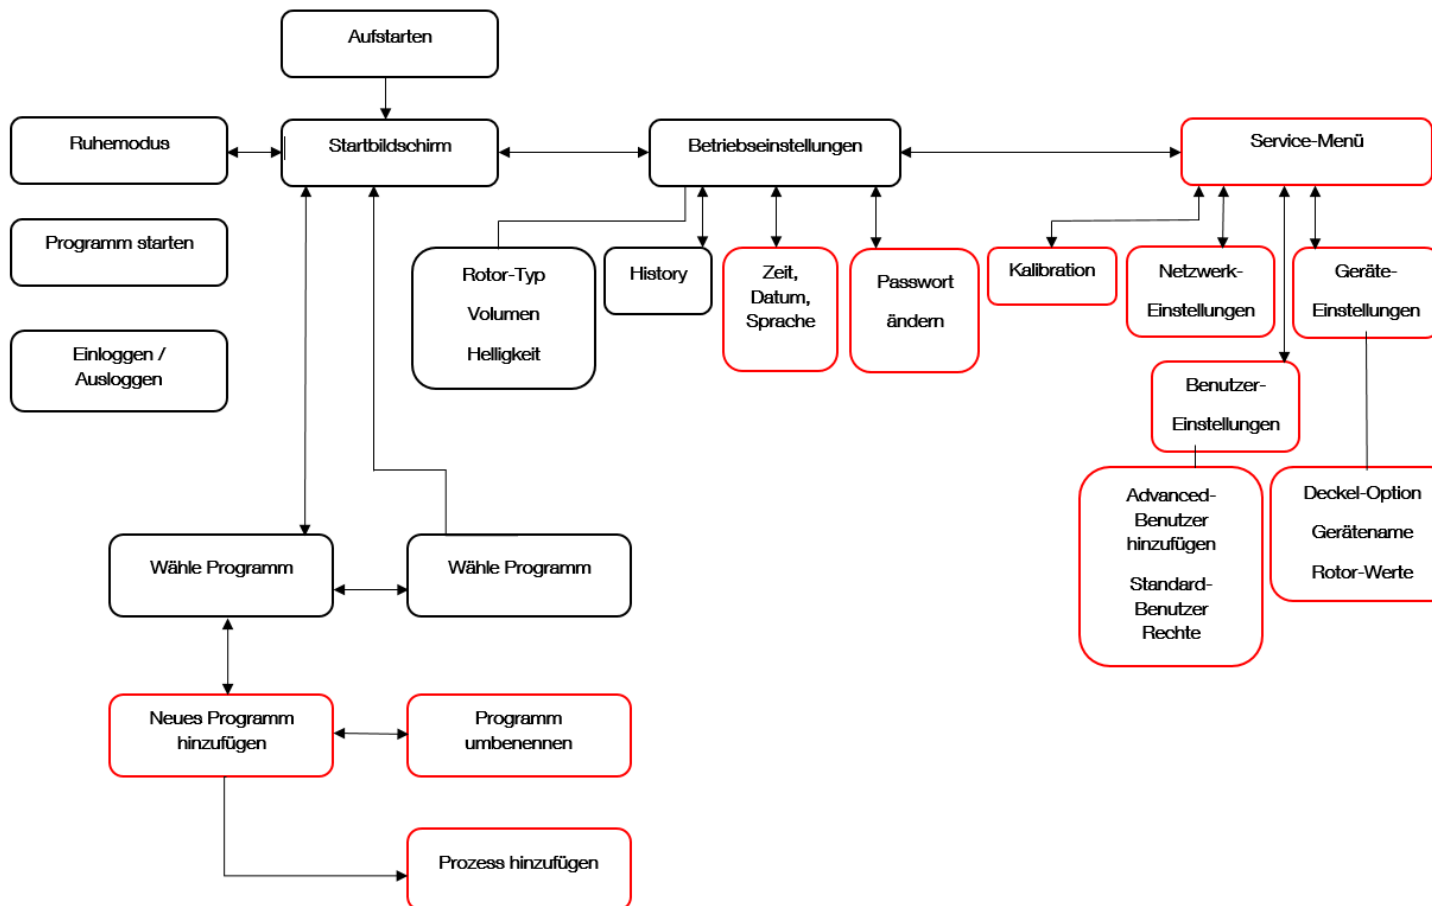 Aufstarten
Ruhemodus
Startbildschirm
Betriebseinstellungen
Service-Menü
Programm starten
Einloggen /
Ausloggen
Rotor-Typ
Volumen
Helligkeit
History
Zeit,
Datum,
Sprache
Passwort
ändern
Kalibration
Netzwerk-
Einstellungen
Geräte-
Einstellungen
Benutzer-
Einstellungen
Advanced-
Benutzer
hinzufügen
Standard-
Benutzer
Rechte
Deckel-Option
Gerätename
Rotor-Werte
Wähle Programm
Wähle Programm
Neues Programm
hinzufügen
Programm
umbenennen
Prozess hinzufügen